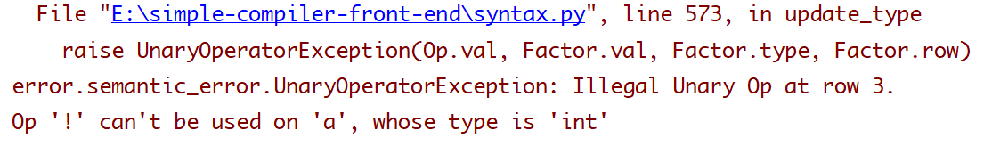 File "E:\simple-compiler-front-end\syntax.py", line 573, in update_type
raise UnaryOperatorException(Op.val, Factor.val, Factor.type, Factor.row)
error.semantic_error.UnaryOperatorException: Illegal Unary Op at row 3.
Op '!' can't be used on 'a', whose type is 'int'